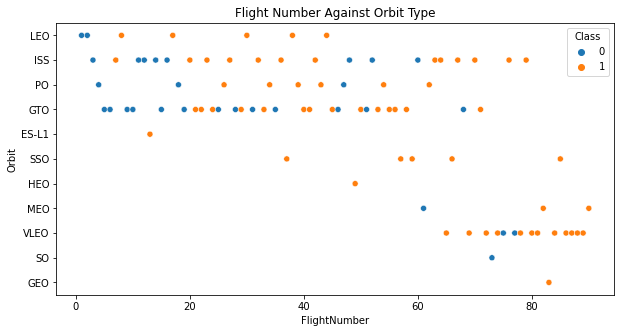 Flight Number Against Orbit Type
Class
0
1
Orbit
LEO
ISS
PO
GTO
ES-L1
SSO
HEO
MEO
VLEO
SO
GEO
0 20 40 60 80
FlightNumber